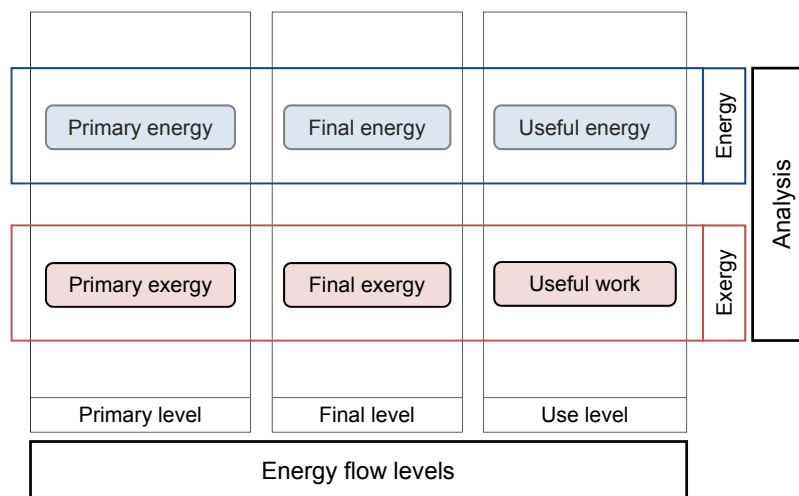 Primary energy
Final energy
Useful energy
Energy
Analysis
Primary exergy
Final exergy
Useful work
Exergy
Primary level
Final level
Use level
Energy flow levels